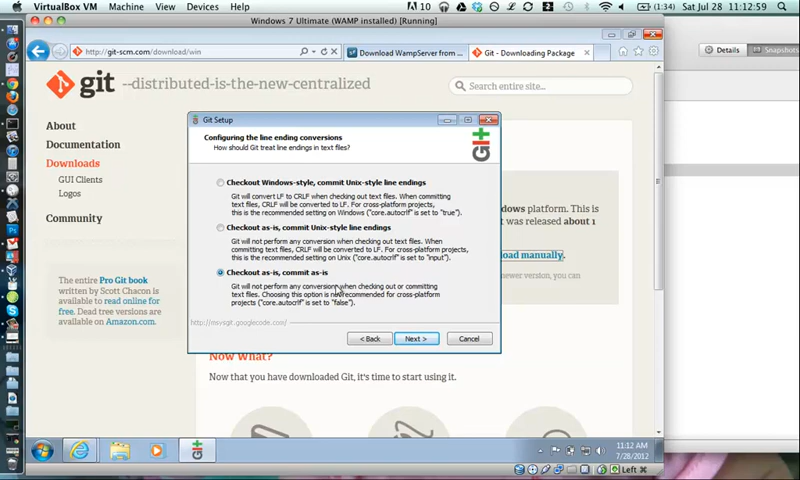 VirtualBox VM Machine View Devices Help
10
(1:34) Sat Jul 28 11:12:59
Windows 7 Ultimate (WAMP installed) [Running]
http://git-scm.com/download/win
Download WampServer from ...
Git - Downloading Package
Details
Snapshots
git --distributed-is-the-new-centralized
Search entire site...
About
Documentation
Downloads
GUI Clients
Logos
Community
The entire Pro Git book
written by Scott Chacon is
available to read online for
free. Dead tree versions are
available on Amazon.com.
Git Setup
Configuring the line ending conversions
How should Git treat line endings in text files?
Checkout Windows-style, commit Unix-style line endings
Git will convert LF to CRLF when checking out text files. When committing
text files, CRLF will be converted to LF. For cross-platform projects,
this is the recommended setting on Windows ("core.autocrlf" is set to "true").
Checkout as-is, commit Unix-style line endings
Git will not perform any conversion when checking out text files. When
committing text files, CRLF will be converted to LF. For cross-platform projects,
this is the recommended setting on Unix ("core.autocrlf" is set to "input").
Checkout as-is, commit as-is
Git will not perform any conversions when checking out or committing
text files. Choosing this option is not recommended for cross-platform
projects ("core.autocrlf" is set to "false").
http://msysgit.googlecode.com/
< Back
Next >
Cancel
ndows platform. This is
t was released about 1
load manually.
ewer version, you can
Now What?
Now that you have downloaded Git, it's time to start using it.
11:12 AM
7/28/2012
Left ⌘